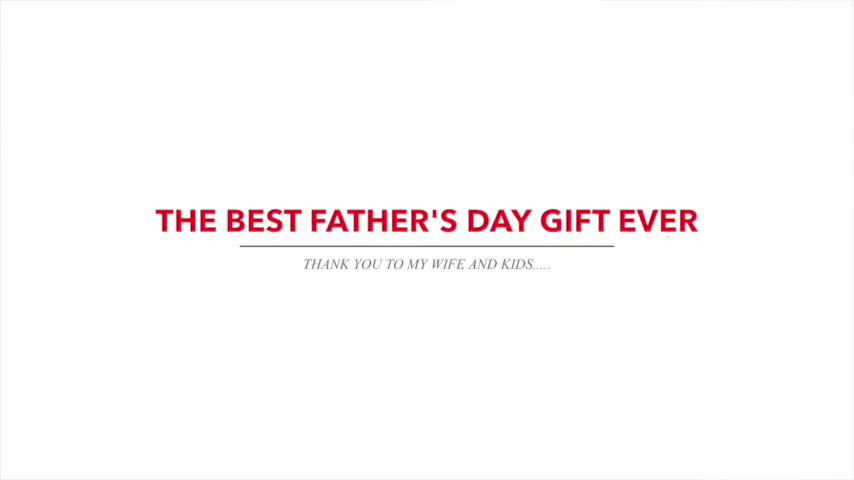 THE BEST FATHER'S DAY GIFT EVER
THANK YOU TO MY WIFE AND KIDS.....